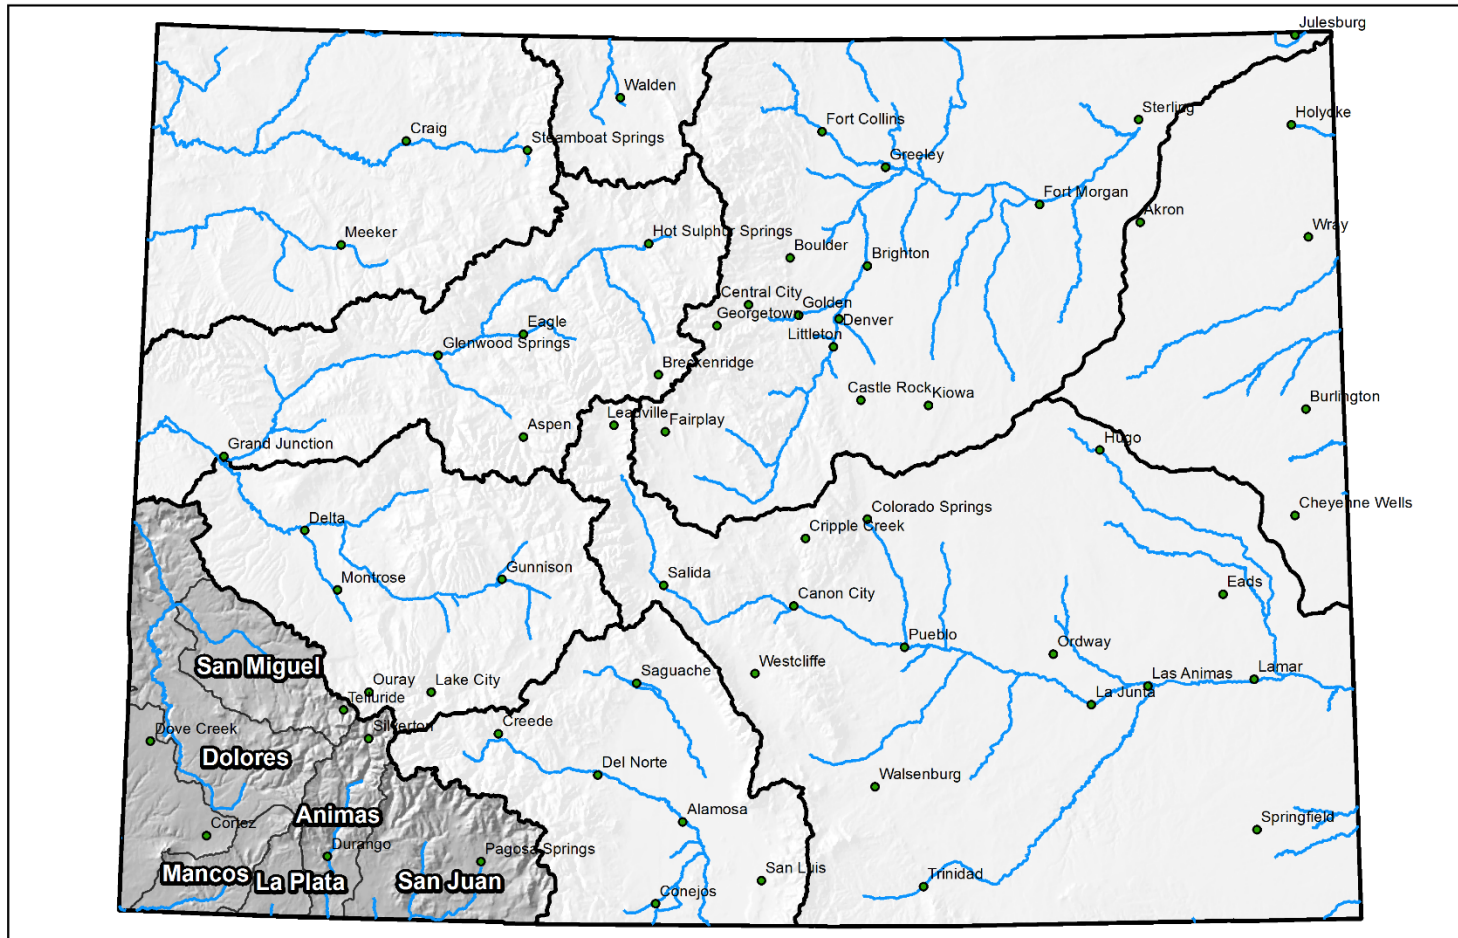 Julesburg
Walden
Sterling
Holyoke
Fort Collins
Craig
Steamboat Springs
Greeley
Fort Morgan
Akron
Wray
Hot Sulphur Springs
Meeker
Boulder
Brighton
Central City
Golden
Georgetown
Denver
Eagle
Littleton
Glenwood Springs
Breckenridge
Castle Rock
Kiowa
Burlington
Leadville
Fairplay
Aspen
Grand Junction
Hugo
Cheyenne Wells
Delta
Colorado Springs
Cripple Creek
Gunnison
Montrose
Salida
Eads
Canon City
Pueblo
Ordway
San Miguel
Saguache
Westcliffe
Las Animas
Lamar
Ouray
Lake City
Telluride
La Junta
Silverton
Creede
Dove Creek
Dolores
Del Norte
Walsenburg
Animas
Alamosa
Springfield
Cortez
Durango
Pagosa Springs
Mancos
La Plata
San Juan
San Luis
Trinidad
Conejos